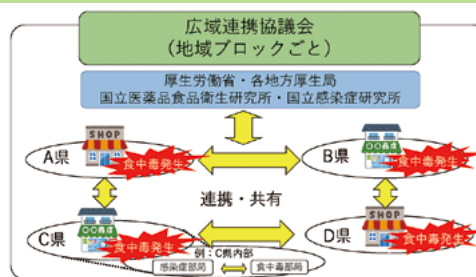 広域連携協議会
(地域ブロックごと)
厚生労働省・各地方厚生局
国立医薬品食品衛生研究所・国立感染症研究所
SHOP
A県
食中毒発生
B県
〇〇商店
食中毒発生
連携・共有
C県
〇〇商店
食中毒発生
D県
SHOP
食中毒発生
例：C県内部
感染症部局
食中毒部局